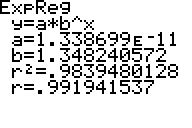 ExpReg
y=a*b^x
a=1.338699E-11
b=1.348240572
r²=.9839480128
r=.991941537